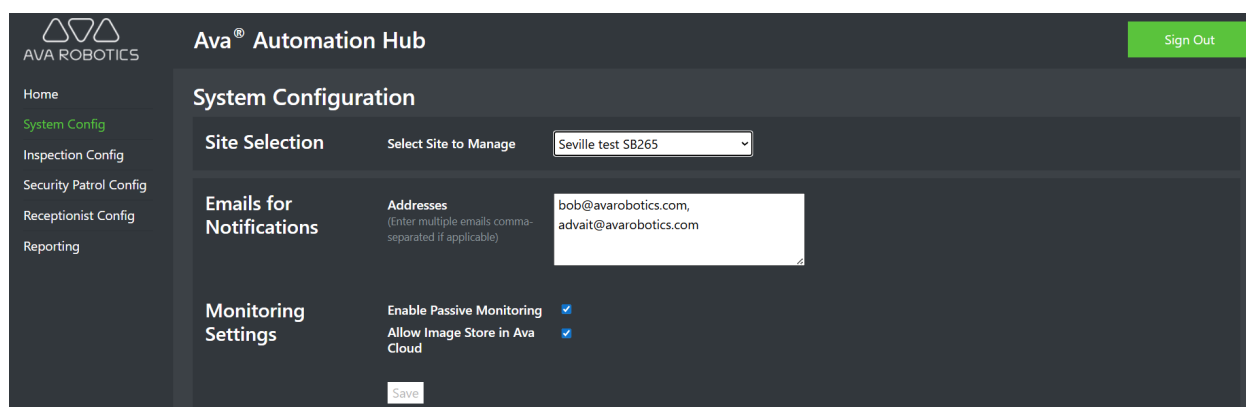 AVA ROBOTICS
Ava® Automation Hub
Sign Out
Home
System Config
Inspection Config
Security Patrol Config
Receptionist Config
Reporting
System Configuration
Site Selection
Select Site to Manage
Seville test SB265
Emails for
Notifications
Addresses
(Enter multiple emails comma-
separated if applicable)
bob@avarobotics.com,
advait@avarobotics.com
Monitoring
Settings
Enable Passive Monitoring
Allow Image Store in Ava
Cloud
Save